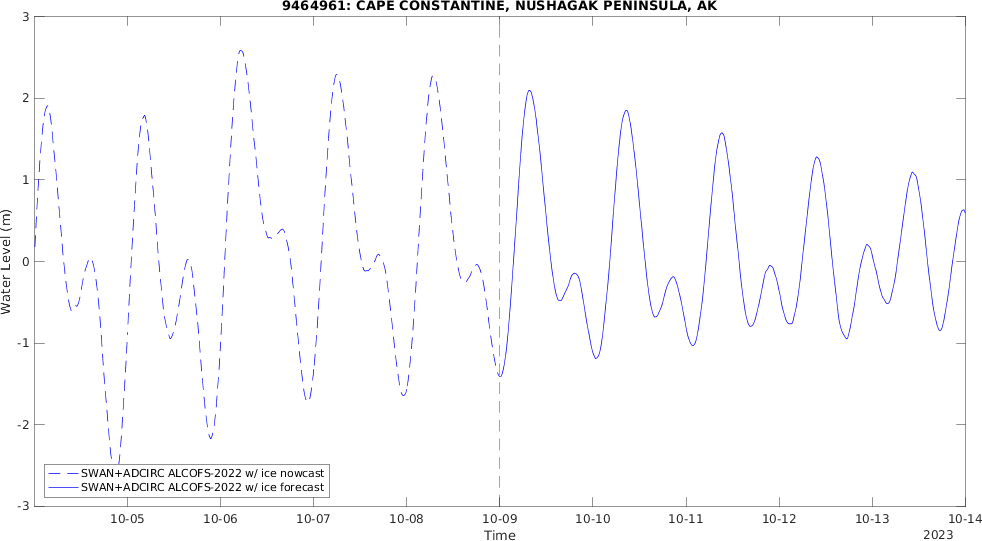 9464961: CAPE CONSTANTINE, NUSHAGAK PENINSULA, AK
3
2
1
0
-1
-2
-3
Water Level (m)
SWAN+ADCIRC ALCOFS-2022 w/ ice nowcast
SWAN+ADCIRC ALCOFS-2022 w/ ice forecast
10-05 10-06 10-07 10-08 10-09 10-10 10-11 10-12 10-13 10-14
Time
2023